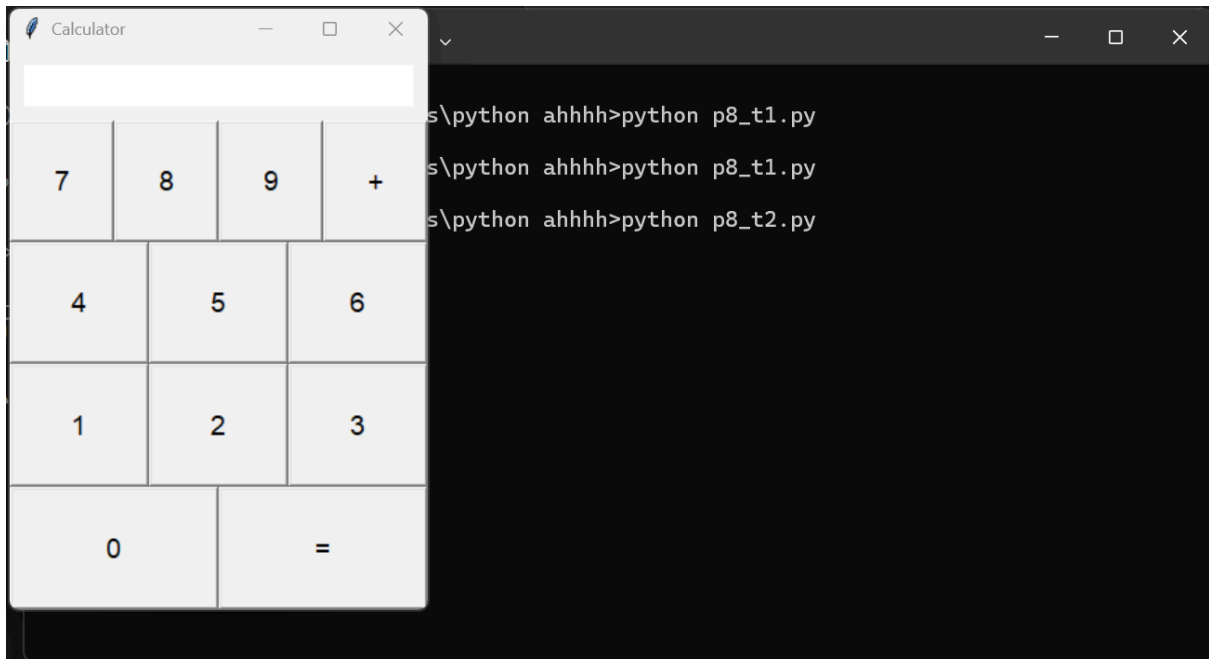 Calculator
s\python ahhhh>python p8_t1.py
s\python ahhhh>python p8_t1.py
s\python ahhhh>python p8_t2.py
7 8 9 +
4 5 6
1 2 3
0 =